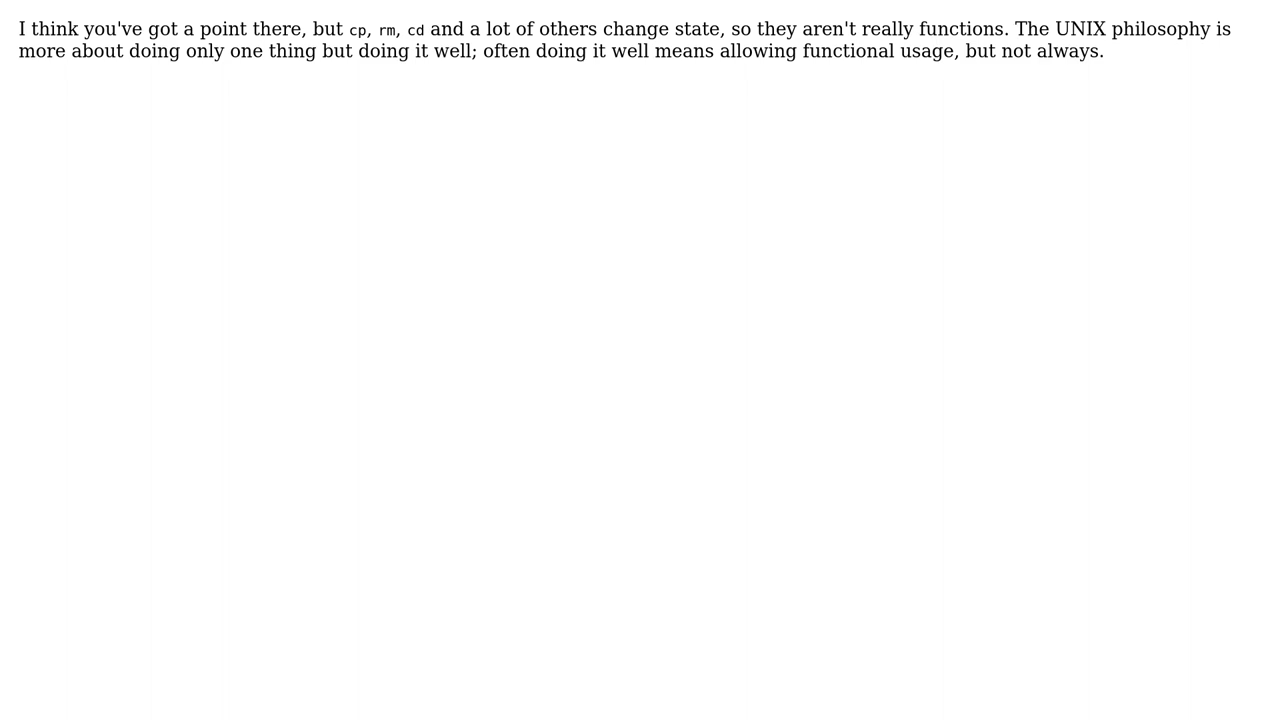 I think you've got a point there, but cp, rm, cd and a lot of others change state, so they aren't really functions. The UNIX philosophy is
more about doing only one thing but doing it well; often doing it well means allowing functional usage, but not always.